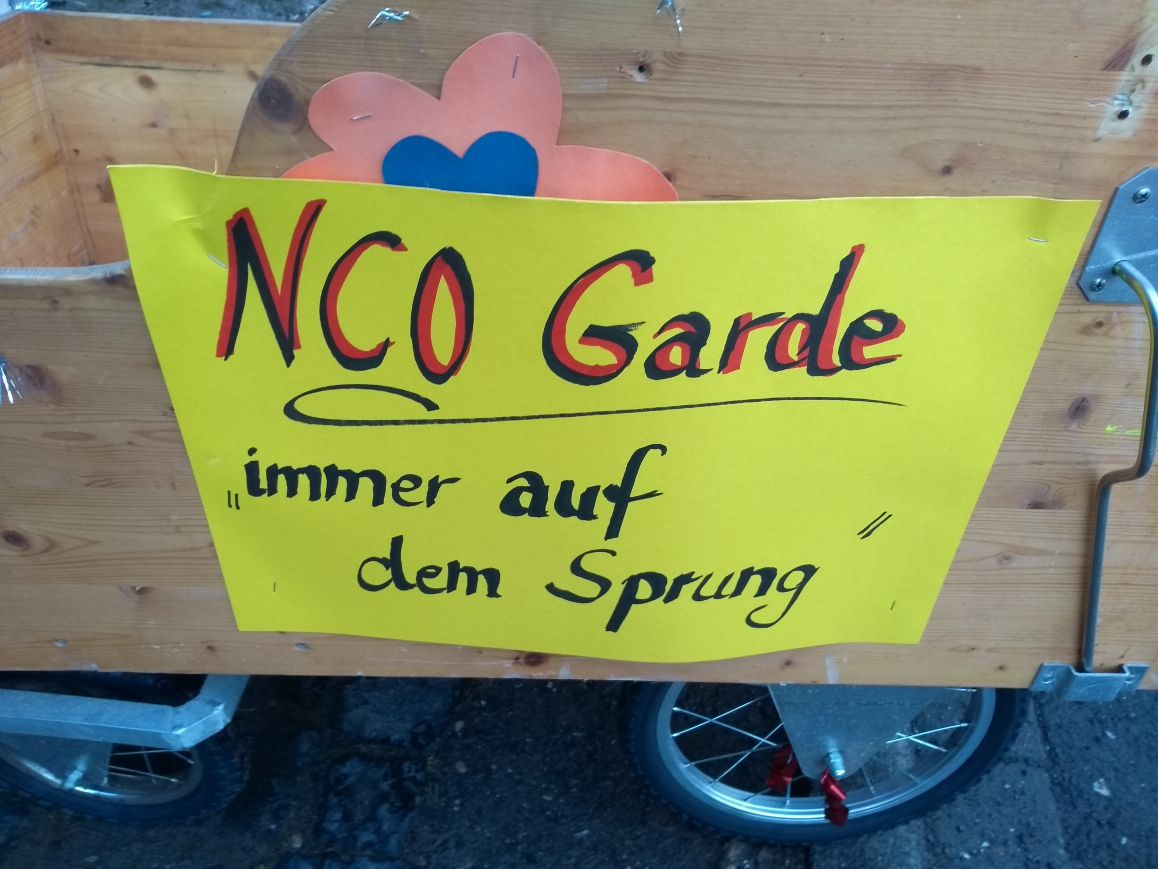 NCO Garde
„immer auf
dem Sprung"